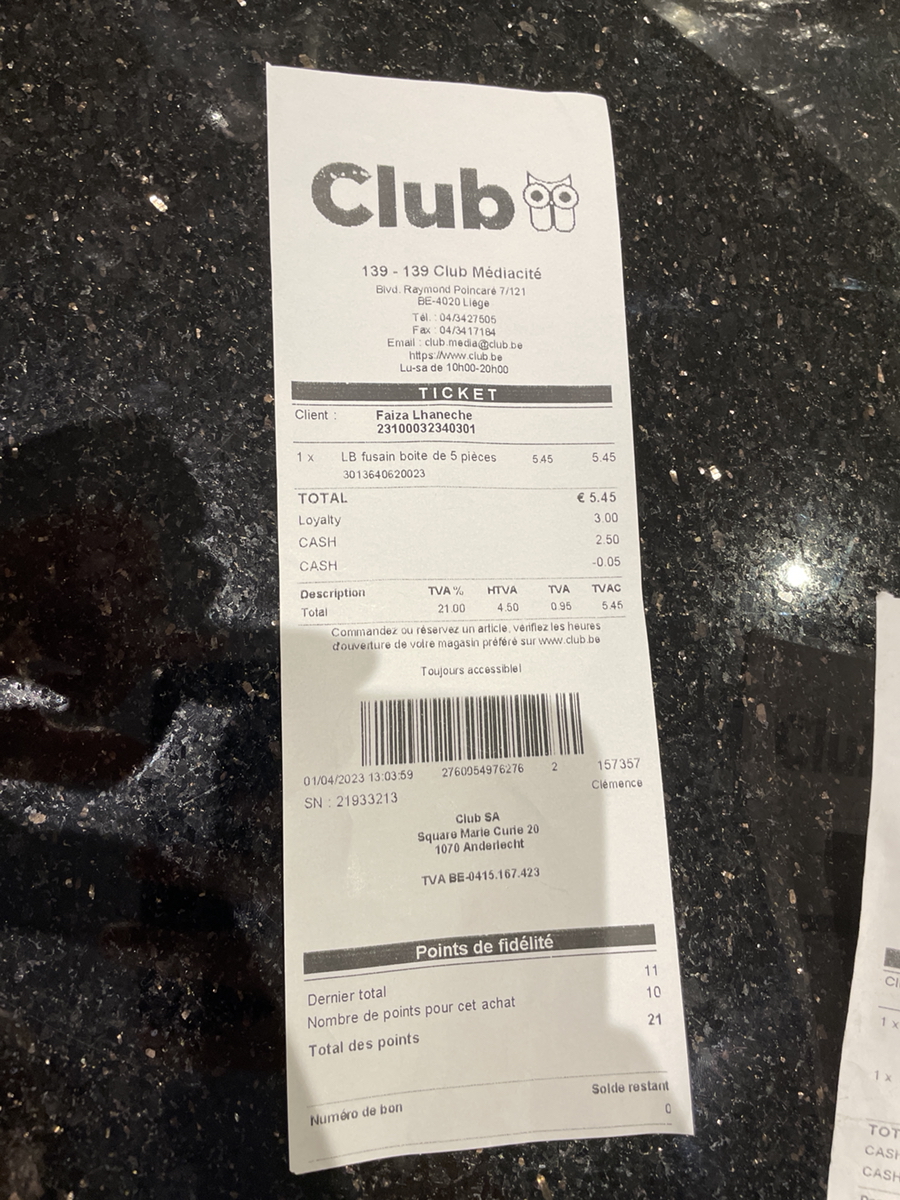 Club
139 - 139 Club Médiacité
Blvd. Raymond Poincaré 7/121
BE-4020 Liège
Tél. : 04/3427505
Fax : 04/3417184
Email : club.media@club.be
https://www.club.be
Lu-sa de 10h00-20h00
TICKET
Client : Faiza Lhaneche
23100032340301
1 x LB fusain boite de 5 pièces 5.45 5.45
3013640620023
TOTAL € 5.45
Loyalty 3.00
CASH 2.50
CASH -0.05
Description TVA % HTVA TVA TVAC
Total 21.00 4.50 0.95 5.45
Commandez ou réservez un article, vérifiez les heures
d'ouverture de votre magasin préféré sur www.club.be
Toujours accessible!
01/04/2023 13:03:59 2760054976276 2 157357
SN : 21933213 Clémence
Club SA
Square Marie Curie 20
1070 Anderlecht
TVA BE-0415.167.423
Points de fidélité
Dernier total 11
Nombre de points pour cet achat 10
Total des points 21
Solde restant
Numéro de bon 0
1 x
1 x
TOT
CASH
CASH